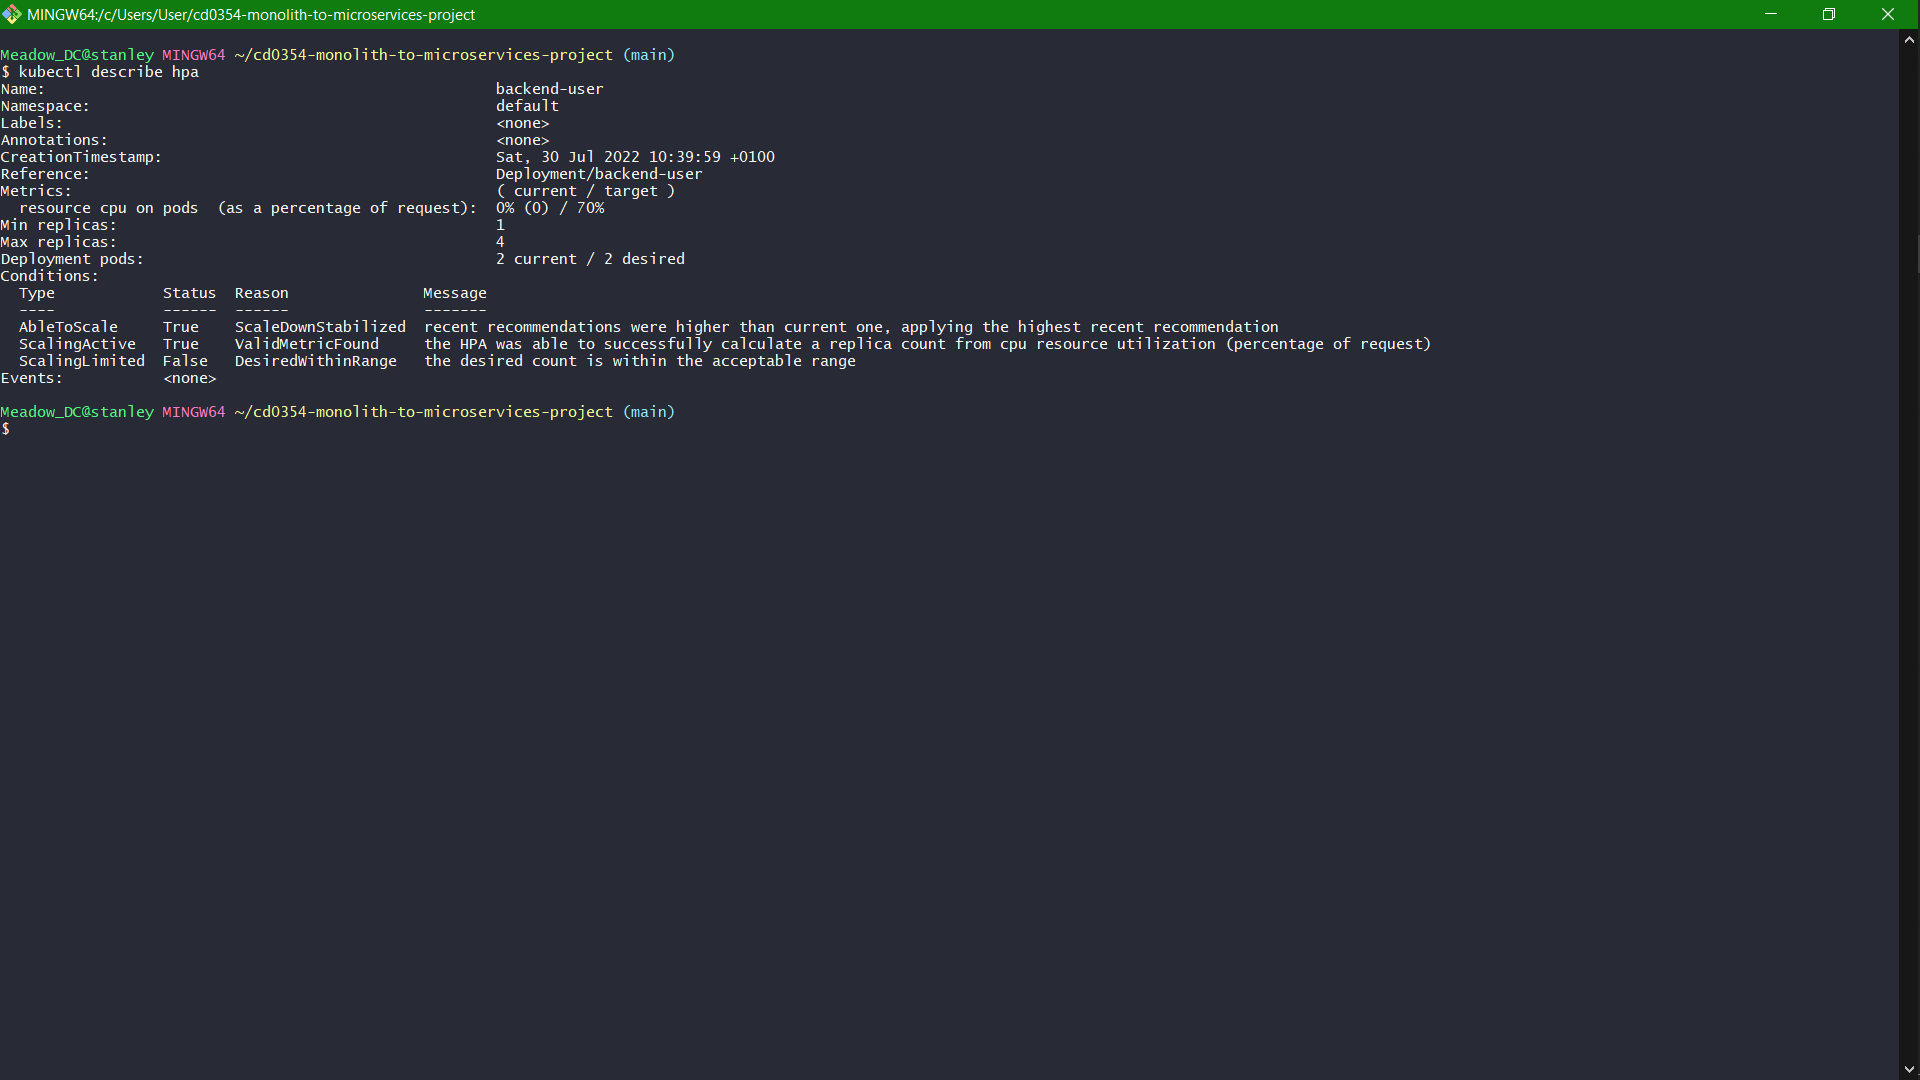 MINGW64:/c/Users/User/cd0354-monolith-to-microservices-project
Meadow_DC@stanley MINGW64 ~/cd0354-monolith-to-microservices-project (main)
$ kubectl describe hpa
Name:                                                  backend-user
Namespace:                                             default
Labels:                                                <none>
Annotations:                                           <none>
CreationTimestamp:                                     Sat, 30 Jul 2022 10:39:59 +0100
Reference:                                             Deployment/backend-user
Metrics:                                               ( current / target )
  resource cpu on pods  (as a percentage of request):  0% (0) / 70%
Min replicas:                                          1
Max replicas:                                          4
Deployment pods:                                       2 current / 2 desired
Conditions:
  Type            Status  Reason               Message
  ----            ------  ------               -------
  AbleToScale     True    ScaleDownStabilized  recent recommendations were higher than current one, applying the highest recent recommendation
  ScalingActive   True    ValidMetricFound     the HPA was able to successfully calculate a replica count from cpu resource utilization (percentage of request)
  ScalingLimited  False   DesiredWithinRange   the desired count is within the acceptable range
Events:           <none>
Meadow_DC@stanley MINGW64 ~/cd0354-monolith-to-microservices-project (main)
$